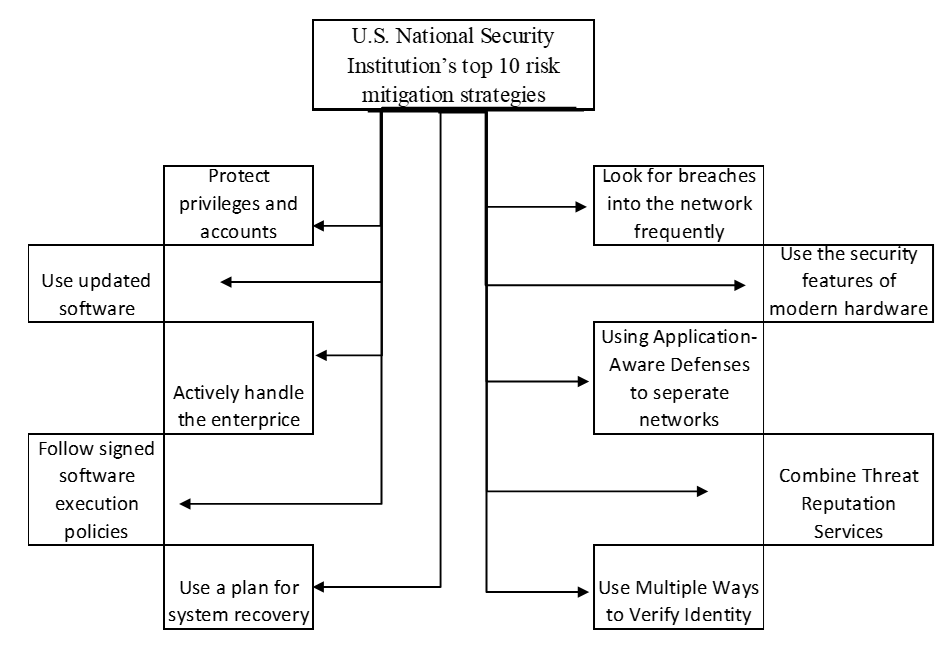 U.S. National Security
Institution's top 10 risk
mitigation strategies
Protect
privileges and
accounts
Use updated
software
Actively handle
the enterprice
Follow signed
software
execution
policies
Use a plan for
system recovery
Look for breaches
into the network
frequently
Use the security
features of
modern hardware
Using Application-
Aware Defenses
to seperate
networks
Combine Threat
Reputation
Services
Use Multiple Ways
to Verify Identity